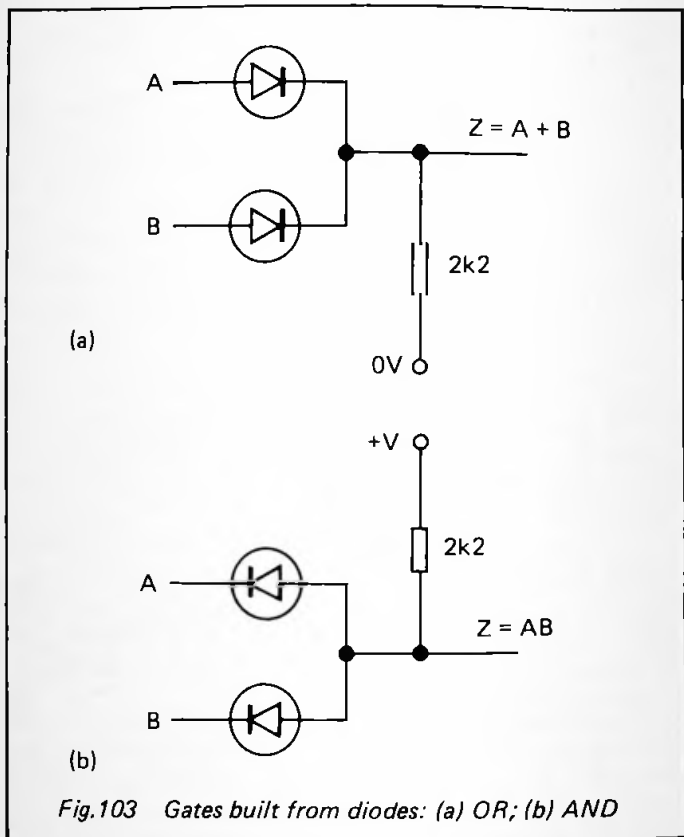 A
Z = A + B
B
2k2
(a)
0V
+V
2k2
A
Z = AB
B
(b)
Fig.103 Gates built from diodes: (a) OR; (b) AND